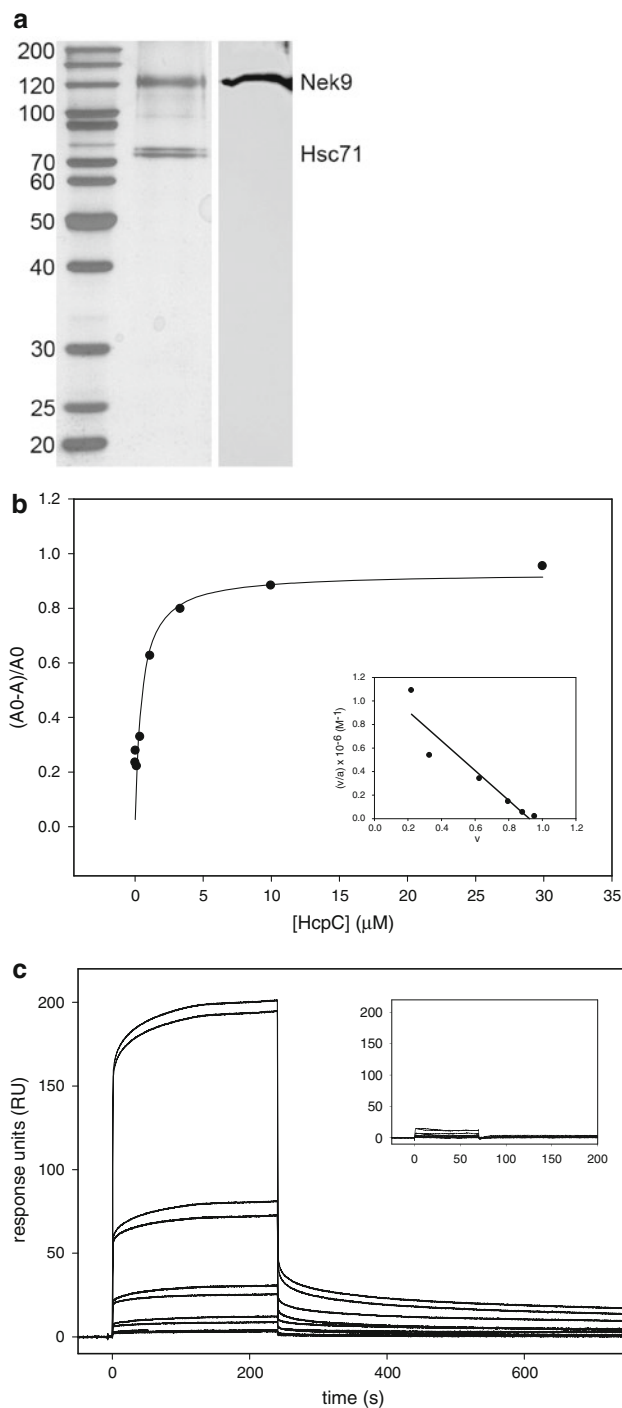 a
200
120
100
70
60
50
40
30
25
20
Nek9
Hsc71
b
1.2
1.0
0.8
0.6
0.4
0.2
0.0
(A0-A)/A0
0 5 10 15 20 25 30 35
[HcpC] (μM)
1.2
1.0
0.8
0.6
0.4
0.2
0.0
(v/a) x 10⁻⁶ (M⁻¹)
0.0 0.2 0.4 0.6 0.8 1.0 1.2
v
c
200
150
100
50
0
response units (RU)
0 200 400 600
time (s)
200
150
100
50
0
0 50 100 150 200